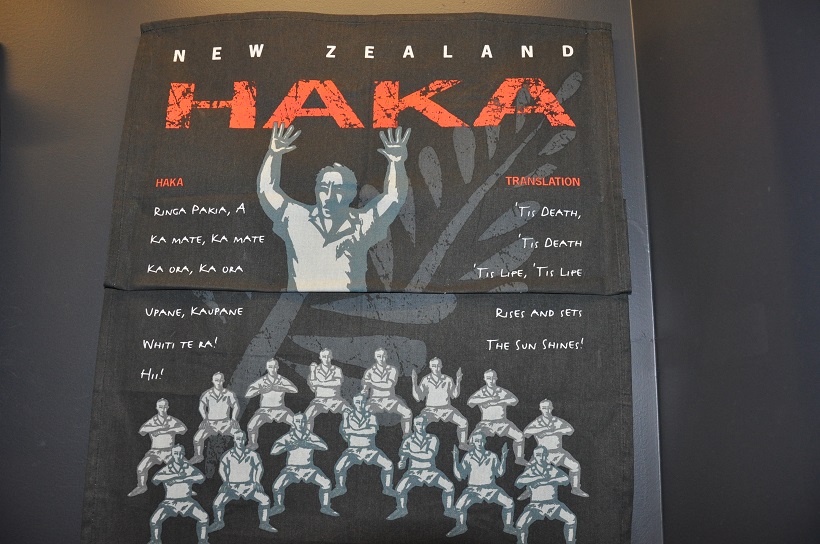 NEW ZEALAND
HAKA
HAKA
RINGA PAKIA, A
KA MATE, KA MATE
KA ORA, KA ORA
UPANE, KAUPANE
WHITI TE RA!
HII!
TRANSLATION
'TIS DEATH,
'TIS DEATH
'TIS LIFE, 'TIS LIFE
RISES AND SETS
THE SUN SHINES!